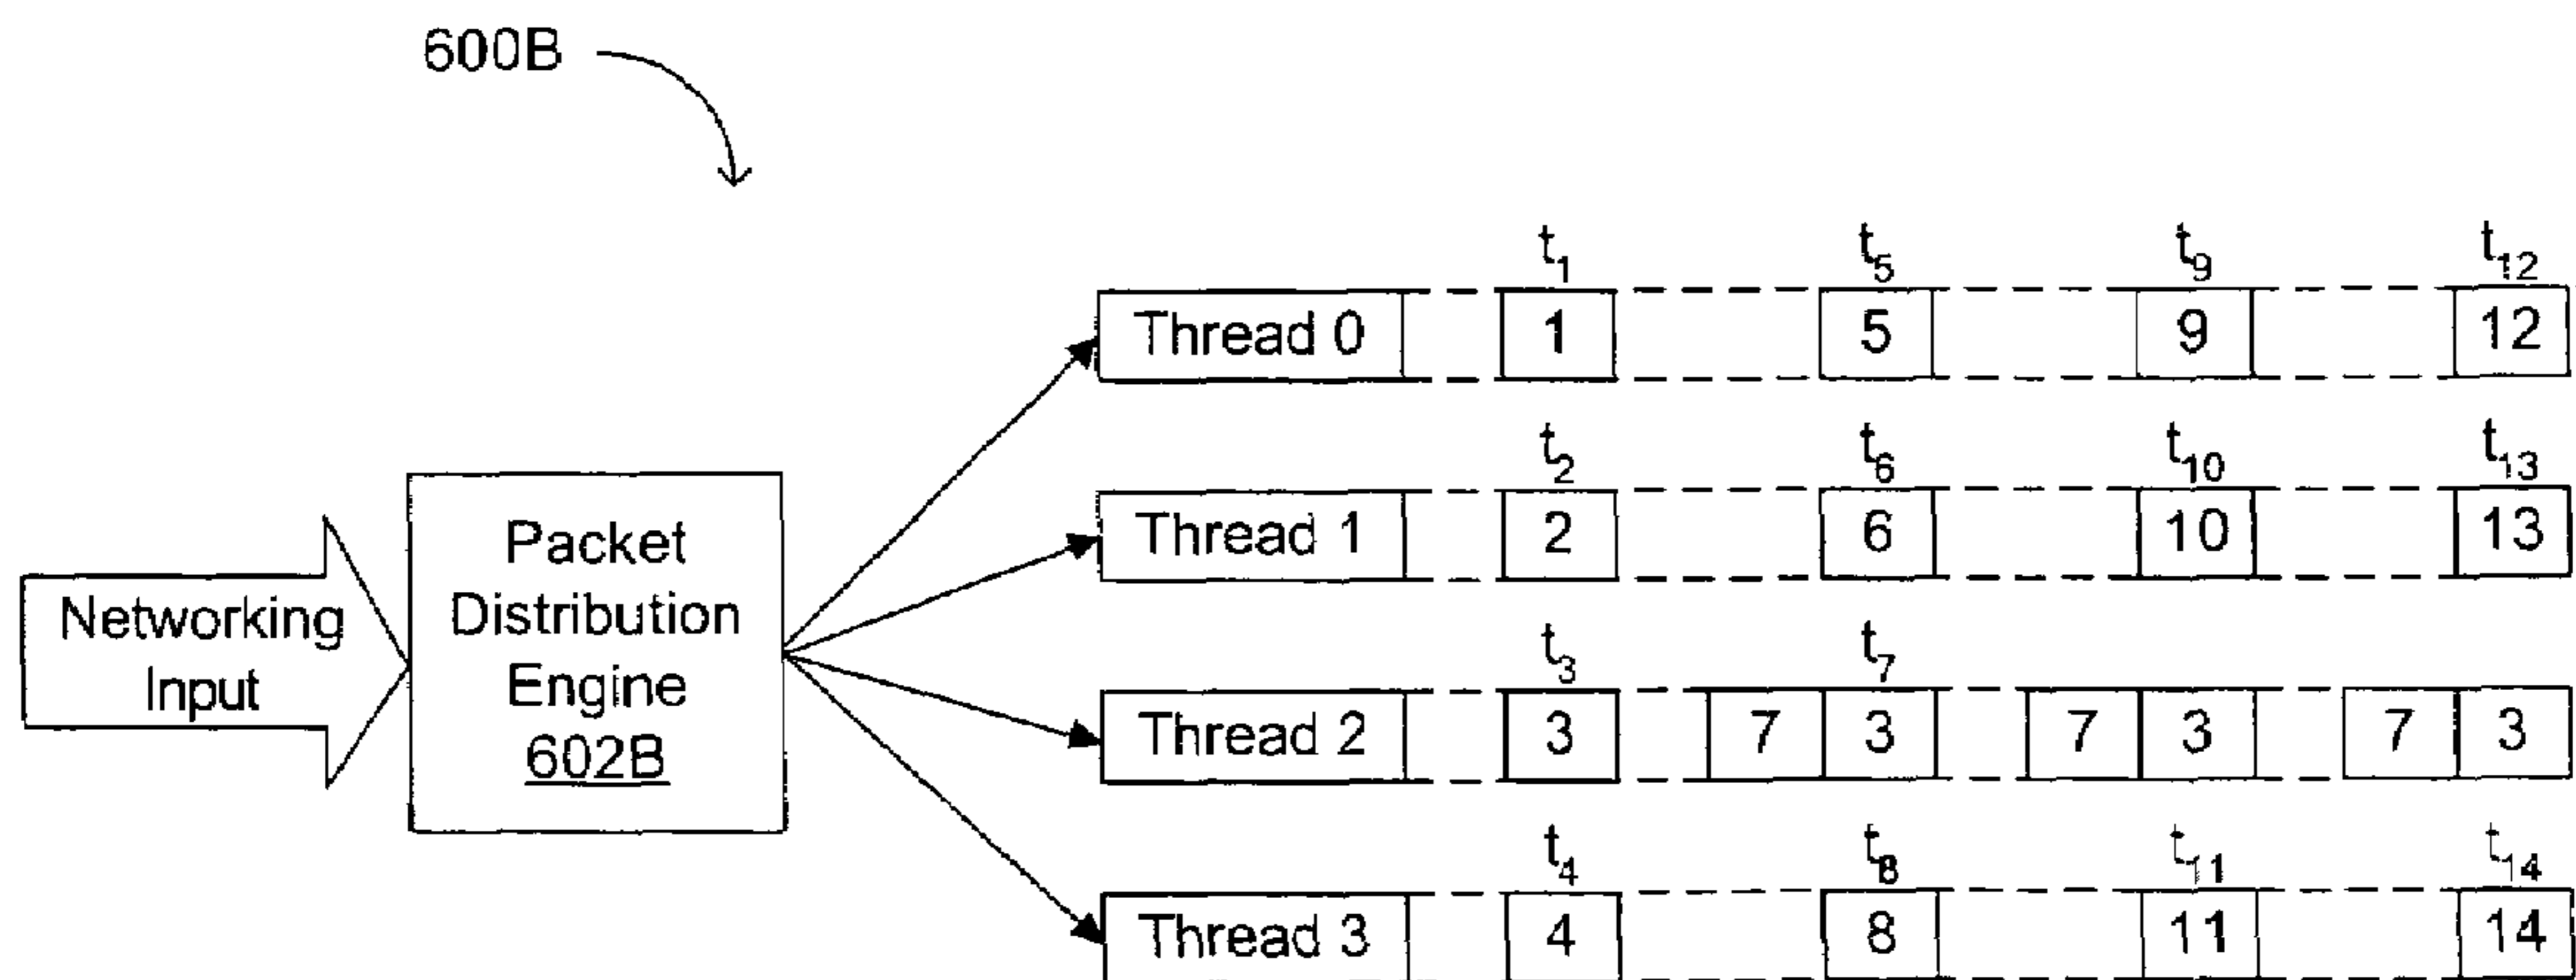 600B
t1 t5 t9 t12
Thread 0 1 5 9 12
t2 t6 t10 t13
Packet
Distribution
Engine
602B
Thread 1 2 6 10 13
Networking
Input
t3 t7
Thread 2 3 7 3 7 3 7 3
t4 t8 t11 t14
Thread 3 4 8 11 14